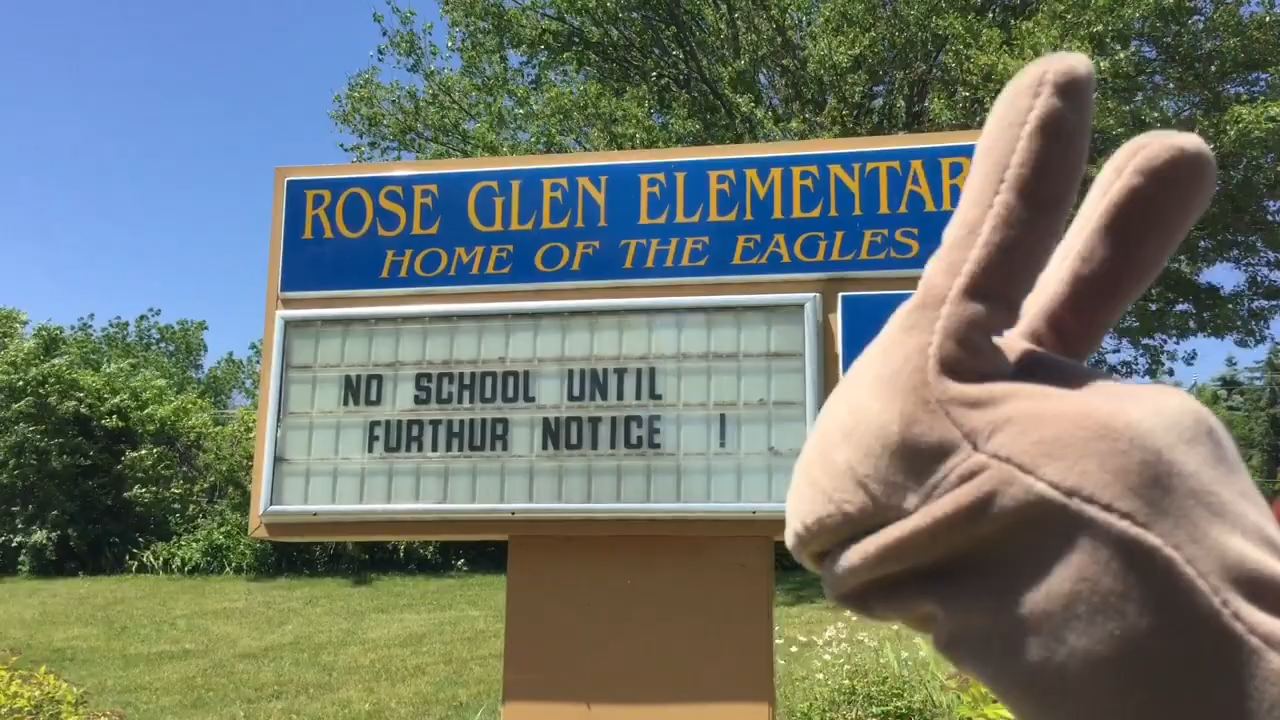 ROSE GLEN ELEMENTAR
HOME OF THE EAGLES
NO SCHOOL UNTIL
FURTHUR NOTICE !